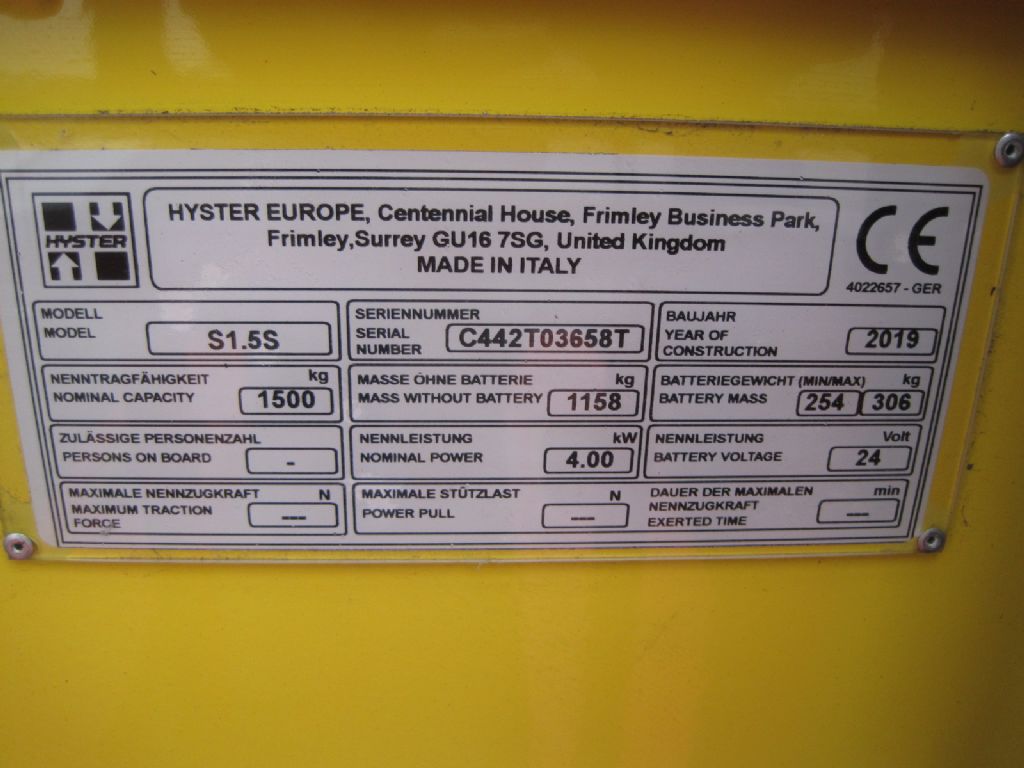 HYSTER
HYSTER EUROPE, Centennial House, Frimley Business Park,
Frimley,Surrey GU16 7SG, United Kingdom
MADE IN ITALY
CE
4022657 - GER
MODELL
MODEL
S1.5S
SERIENNUMMER
SERIAL
NUMBER
C442T03658T
BAUJAHR
YEAR OF
CONSTRUCTION
2019
NENNTRAGFÄHIGKEIT kg
NOMINAL CAPACITY 1500
MASSE ÖHNE BATTERIE kg
MASS WITHOUT BATTERY 1158
BATTERIEGEWICHT (MIN/MAX) kg
BATTERY MASS 254 306
ZULÄSSIGE PERSONENZAHL
PERSONS ON BOARD -
NENNLEISTUNG kW
NOMINAL POWER 4.00
NENNLEISTUNG Volt
BATTERY VOLTAGE 24
MAXIMALE NENNZUGKRAFT N
MAXIMUM TRACTION
FORCE
---
MAXIMALE STÜTZLAST N
POWER PULL ---
DAUER DER MAXIMALEN min
NENNZUGKRAFT
EXERTED TIME
---